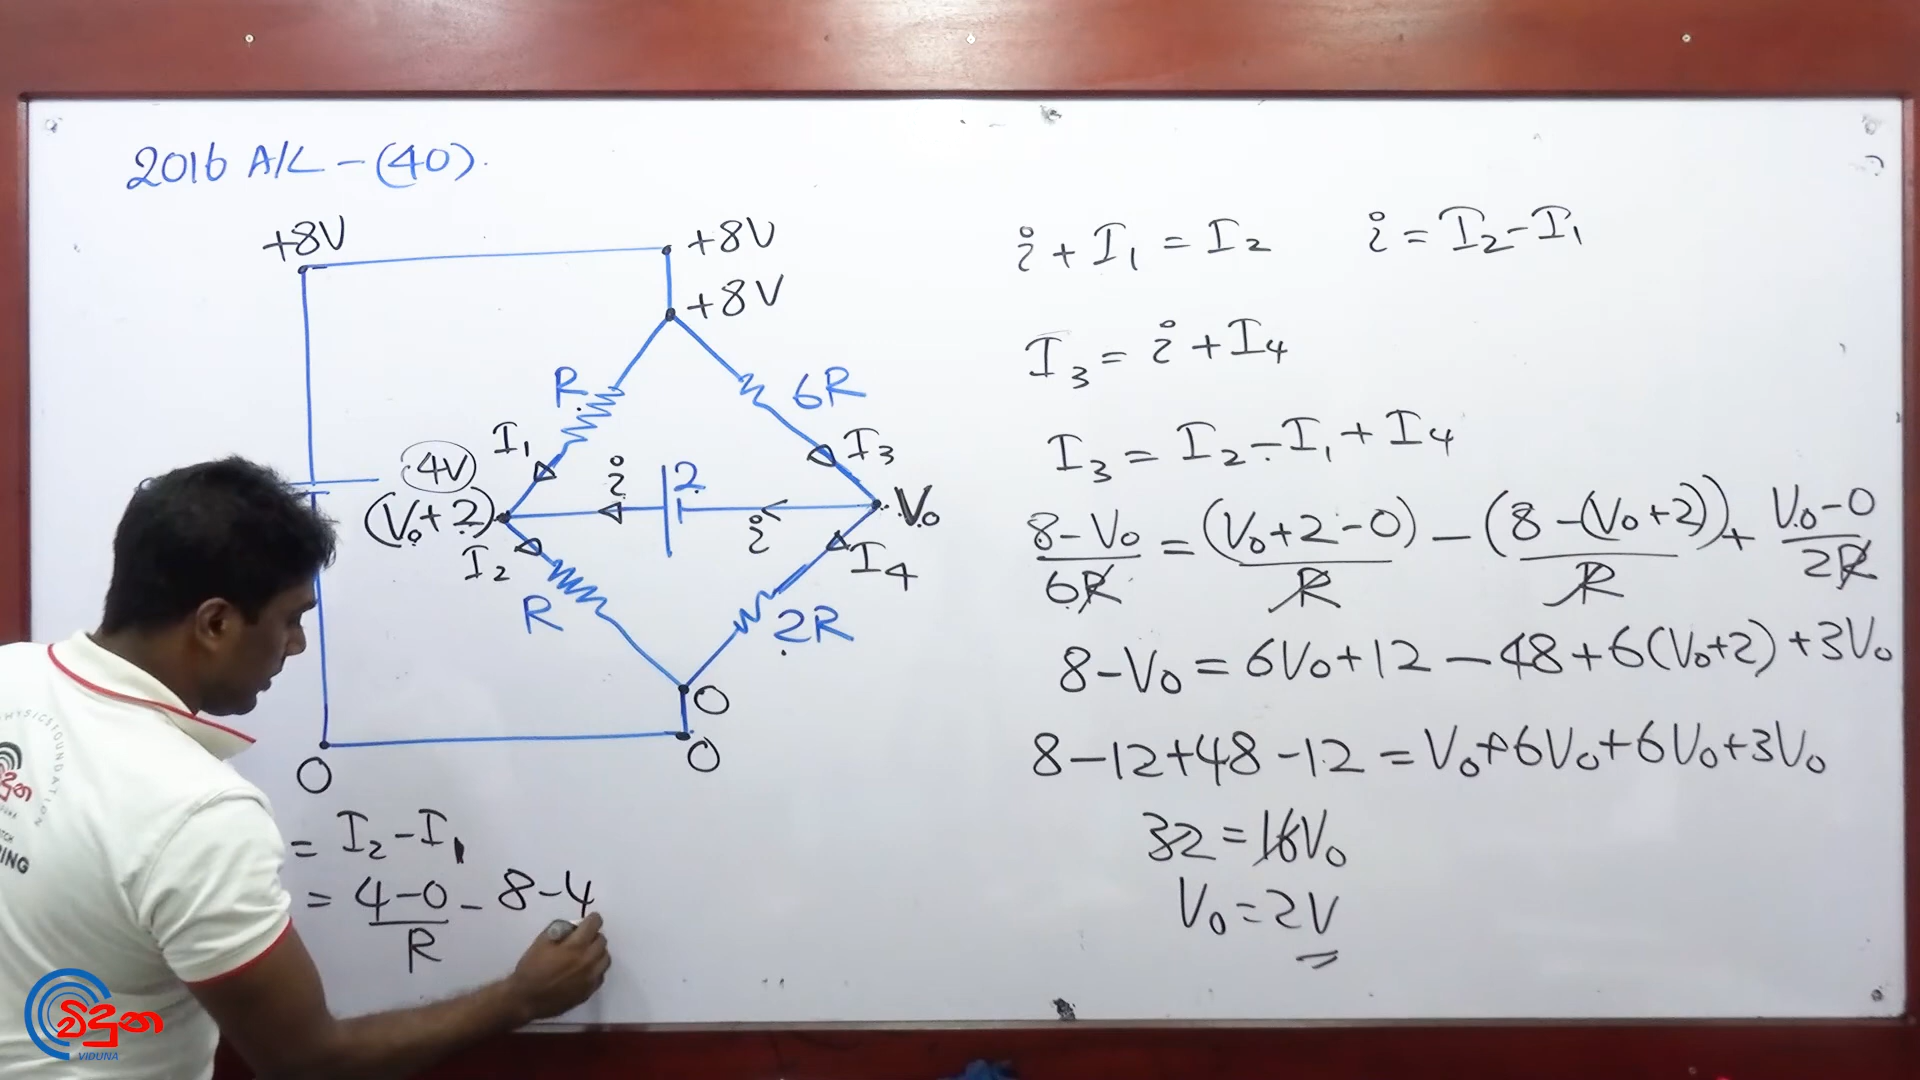 2016 A/L – (40).
+8V
+8V
+8V
R
6R
I₁
I₃
4V
(V₀+2)
i
2
i
V₀
I₂
I₄
R
2R
0
0
0
= I₂ – I₁
= (4–0)/R – 8–4
i + I₁ = I₂
i = I₂ – I₁
I₃ = i + I₄
I₃ = I₂ – I₁ + I₄
(8–V₀)/6R = (V₀+2–0)/R – (8–(V₀+2))/R + (V₀–0)/2R
8–V₀ = 6V₀+12 – 48+6(V₀+2) +3V₀
8–12+48–12 = V₀+6V₀+6V₀+3V₀
32 = 16V₀
V₀ = 2V
විදුන
VIDUNA